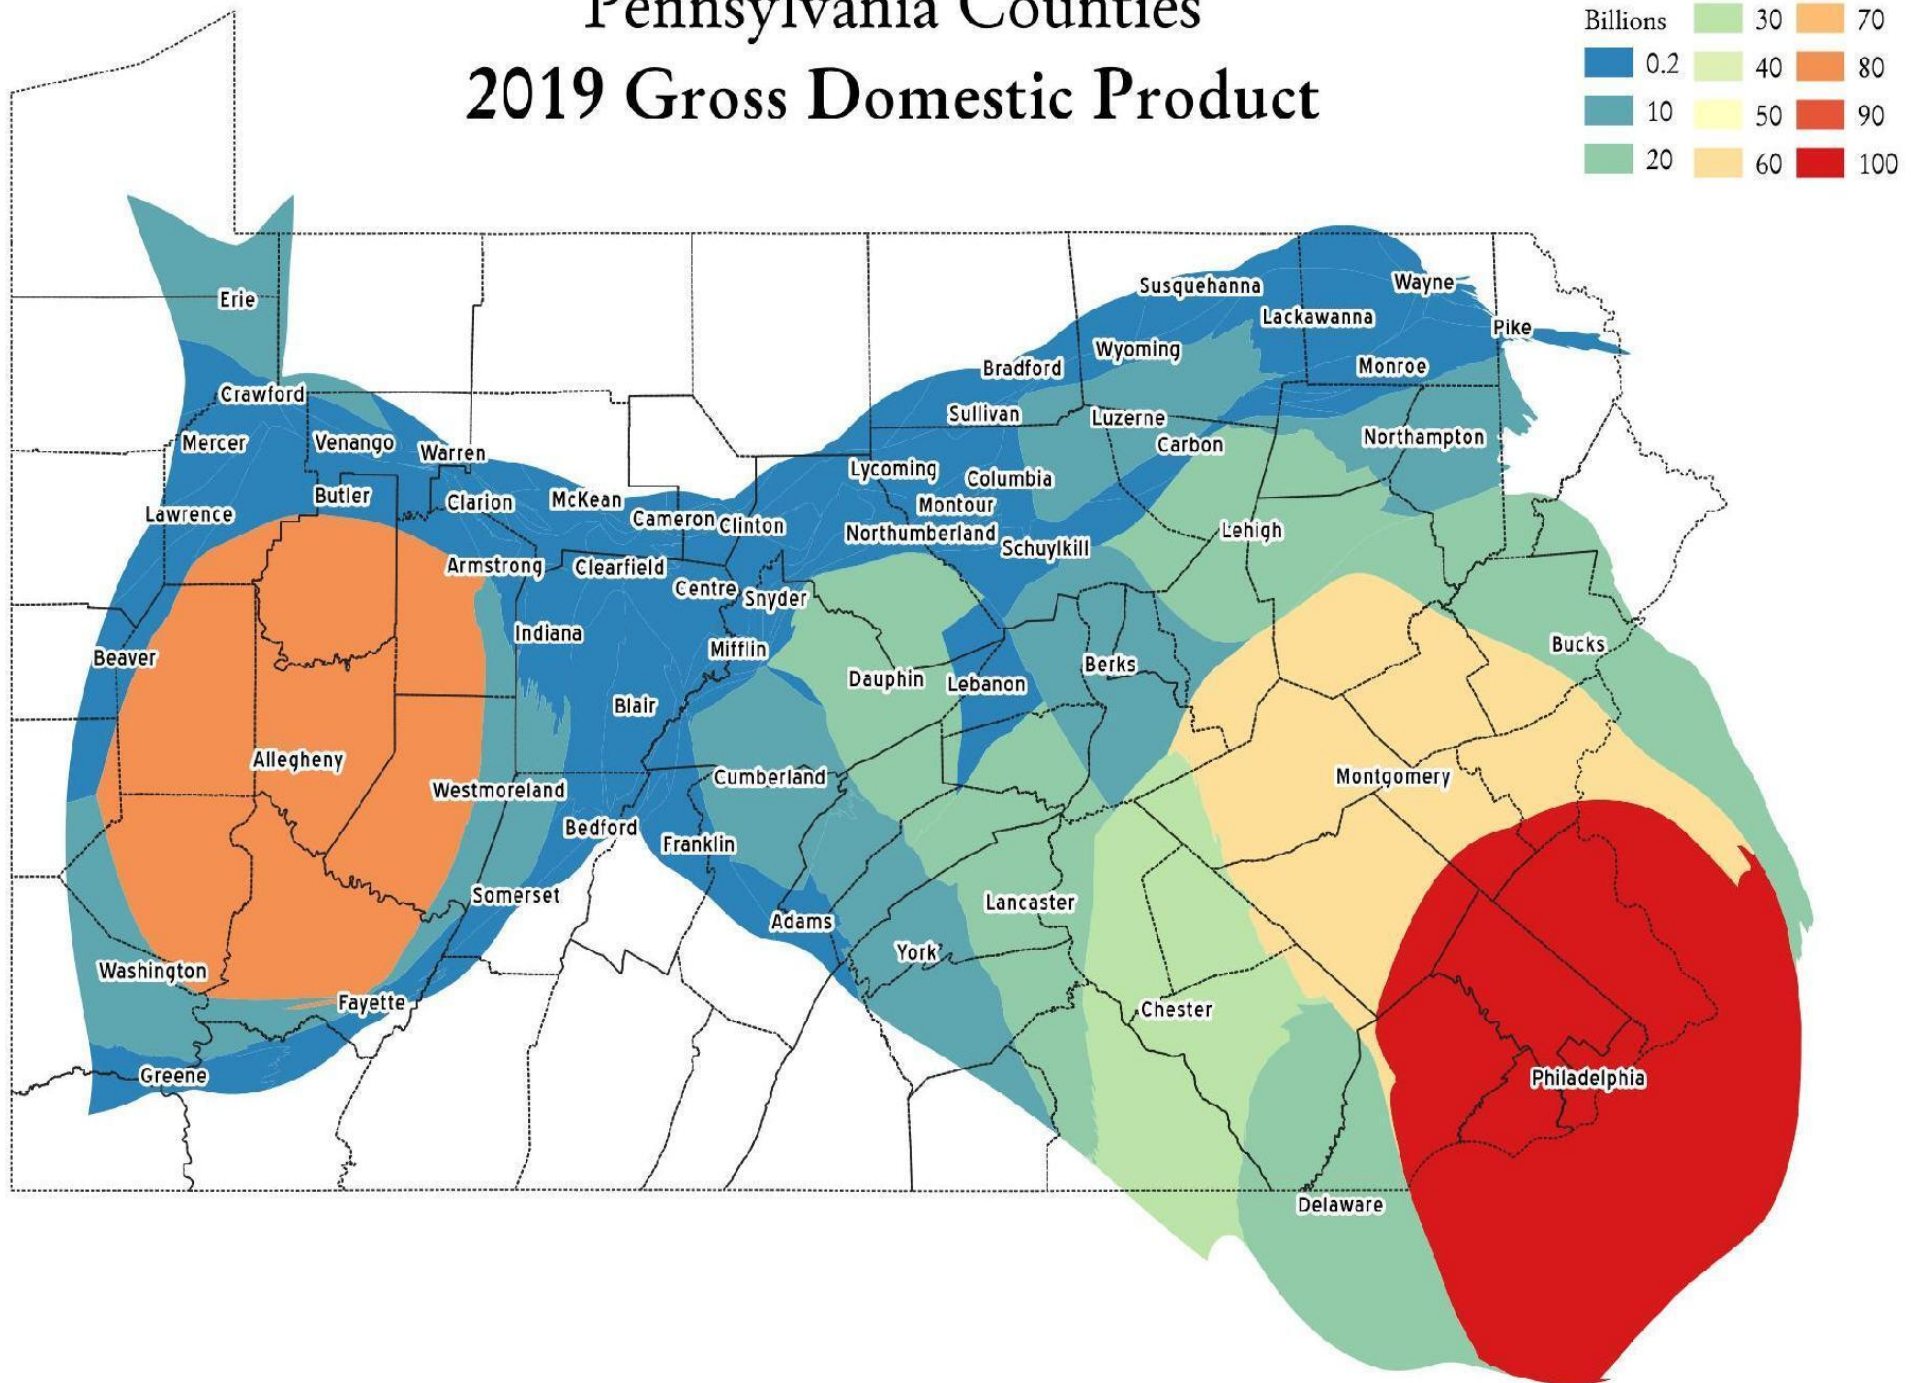 Pennsylvania Counties
2019 Gross Domestic Product
Billions
0.2
10
20
30
40
50
60
70
80
90
100
Erie
Susquehanna
Wayne
Lackawanna
Pike
Wyoming
Bradford
Monroe
Crawford
Sullivan
Luzerne
Mercer
Venango
Warren
Carbon
Northampton
Lycoming
Columbia
Butler
Clarion
McKean
Montour
Lawrence
Cameron
Clinton
Northumberland
Lehigh
Schuylkill
Armstrong
Clearfield
Centre
Snyder
Indiana
Mifflin
Bucks
Beaver
Berks
Dauphin
Lebanon
Blair
Allegheny
Cumberland
Montgomery
Westmoreland
Bedford
Franklin
Somerset
Lancaster
Adams
York
Washington
Fayette
Chester
Greene
Philadelphia
Delaware